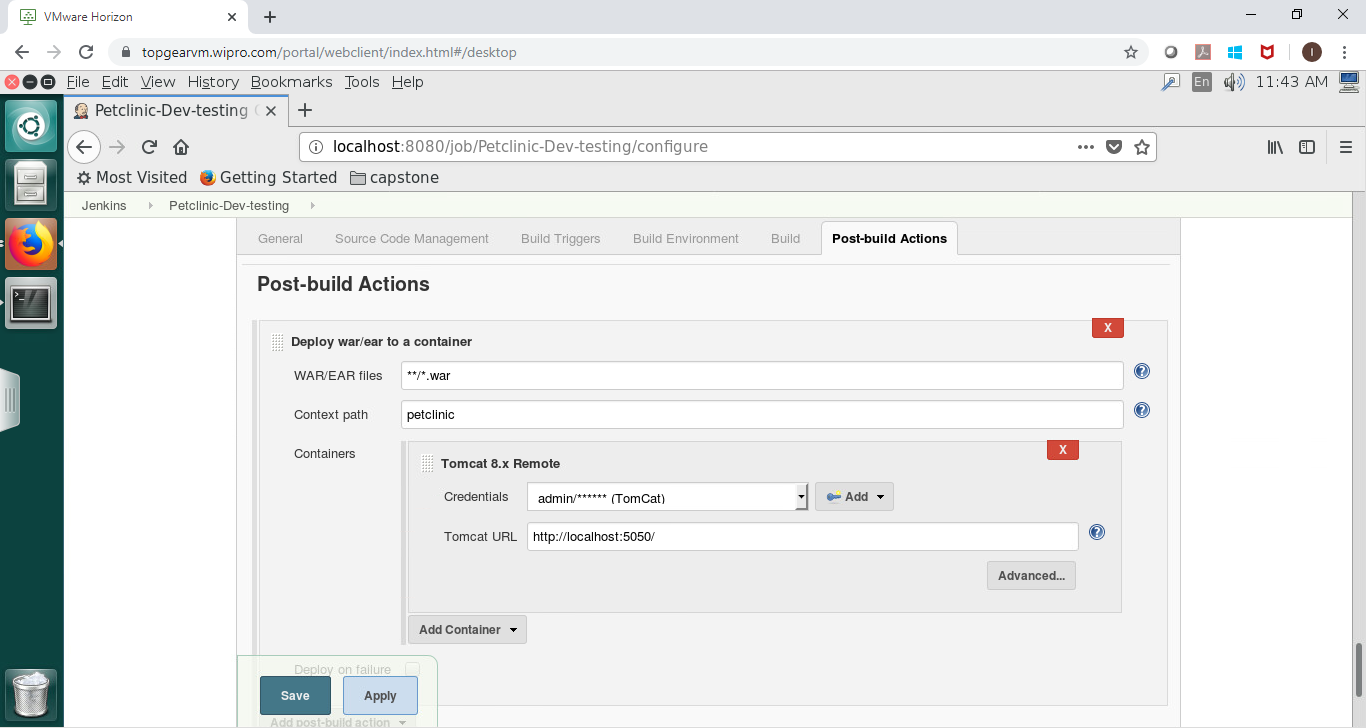 VMware Horizon
topgearvm.wipro.com/portal/webclient/index.html#/desktop
I
File Edit View History Bookmarks Tools Help
En 11:43 AM
Petclinic-Dev-testing
localhost:8080/job/Petclinic-Dev-testing/configure
Most Visited Getting Started capstone
Jenkins Petclinic-Dev-testing
General Source Code Management Build Triggers Build Environment Build Post-build Actions
Post-build Actions
X
Deploy war/ear to a container
WAR/EAR files **/*.war ?
Context path petclinic ?
Containers
X
Tomcat 8.x Remote
Credentials admin/****** (TomCat) Add
Tomcat URL http://localhost:5050/ ?
Advanced...
Add Container
Deploy on failure
Save Apply
Add post-build action